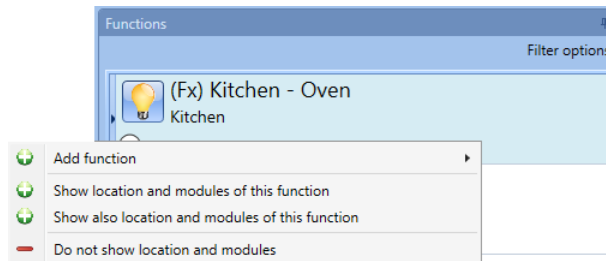 Functions
Filter options
(Fx) Kitchen - Oven
Kitchen
Add function
Show location and modules of this function
Show also location and modules of this function
Do not show location and modules